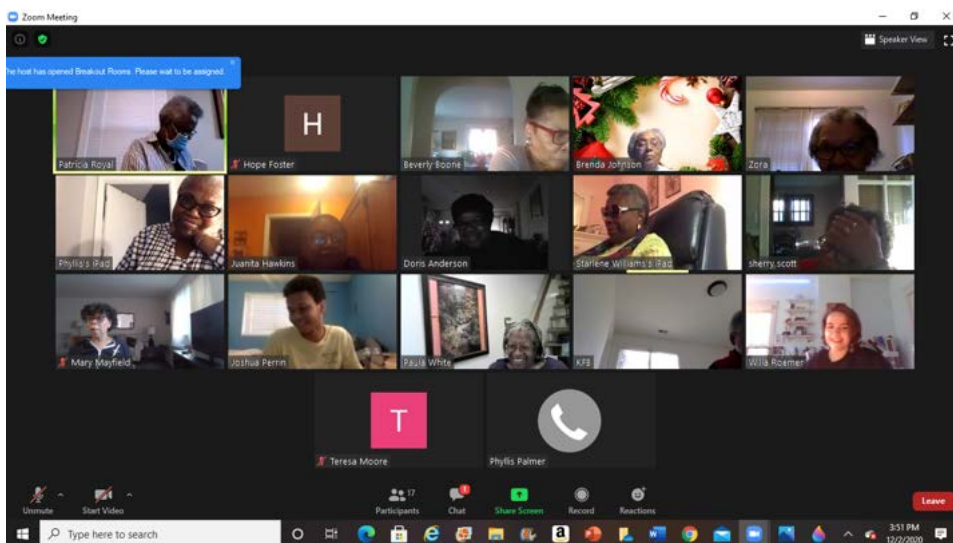 Zoom Meeting
Speaker View
he host has opened Breakout Rooms. Please wait to be assigned.
Patricia Royal
H
Hope Foster
Beverly Boone
Brenda Johnson
Zora
Phyllis's iPad
Juanita Hawkins
Doris Anderson
Starlene Williams's iPad
sherry scott
Mary Mayfield
Joshua Perrin
Paula White
KFB
Willa Roemer
T
Teresa Moore
Phyllis Palmer
Unmute
Start Video
17
Participants
1
Chat
Share Screen
Record
Reactions
Leave
Type here to search
3:51 PM
12/2/2020